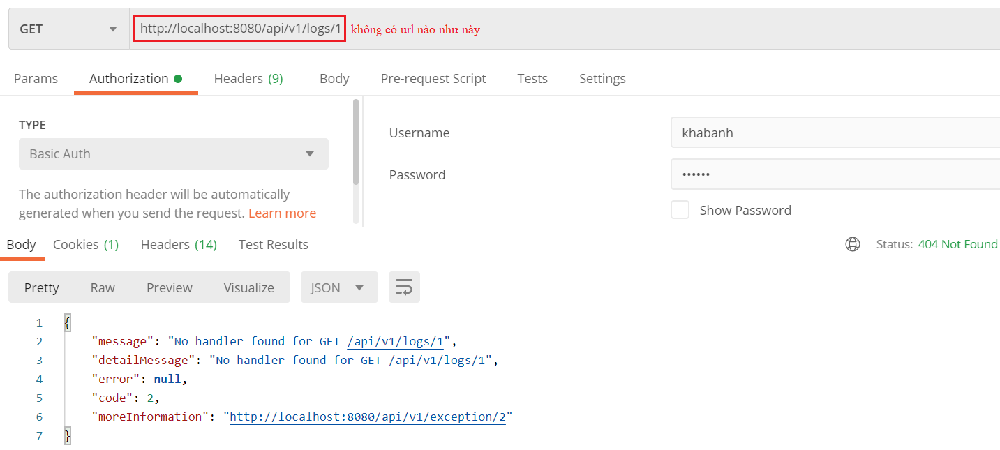 GET http://localhost:8080/api/v1/logs/1 không có url nào như này
Params Authorization Headers (9) Body Pre-request Script Tests Settings
TYPE
Basic Auth
The authorization header will be automatically
generated when you send the request. Learn more
Username khabanh
Password ••••••
Show Password
Body Cookies (1) Headers (14) Test Results Status: 404 Not Found
Pretty Raw Preview Visualize JSON
1 {
2 "message": "No handler found for GET /api/v1/logs/1",
3 "detailMessage": "No handler found for GET /api/v1/logs/1",
4 "error": null,
5 "code": 2,
6 "moreInformation": "http://localhost:8080/api/v1/exception/2"
7 }